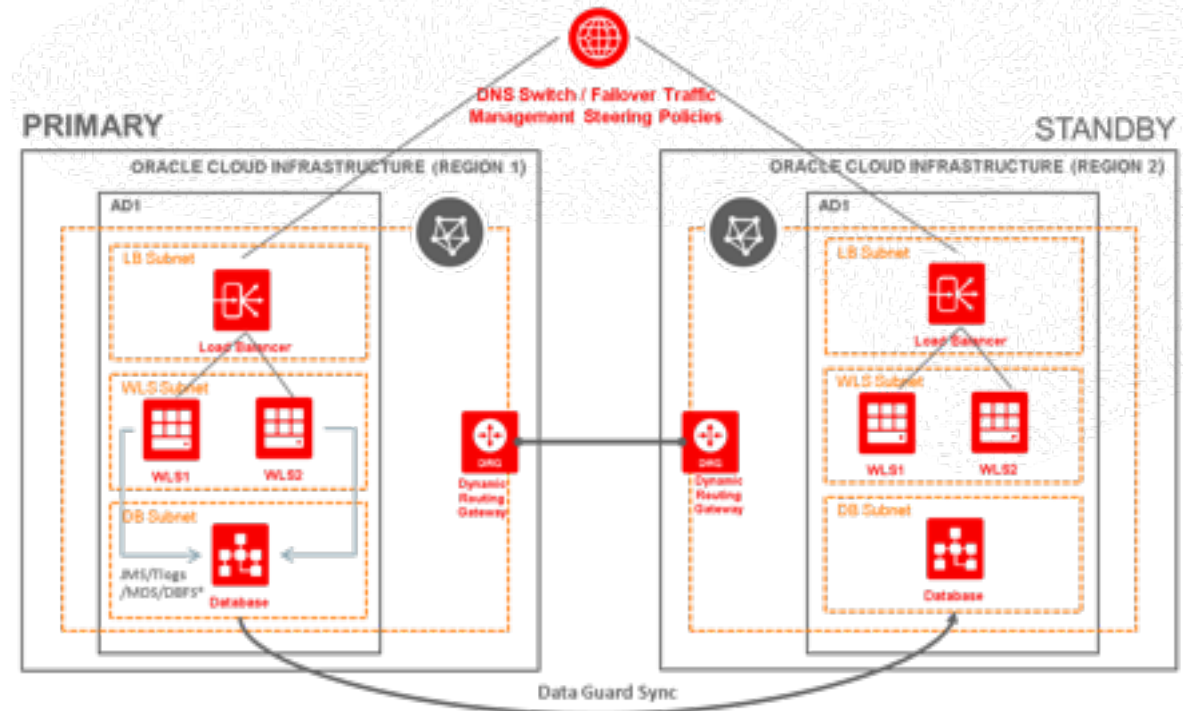 DNS Switch / Failover Traffic
Management Steering Policies
PRIMARY
STANDBY
ORACLE CLOUD INFRASTRUCTURE (REGION 1)
AD1
LB Subnet
Load Balancer
WLS Subnet
WLS1
WLS2
DB Subnet
JMS/Tlogs
/MDS/DBFS*
Database
DRG
Dynamic
Routing
Gateway
ORACLE CLOUD INFRASTRUCTURE (REGION 2)
AD1
LB Subnet
Load Balancer
WLS Subnet
WLS1
WLS2
DB Subnet
Database
DRG
Dynamic
Routing
Gateway
Data Guard Sync